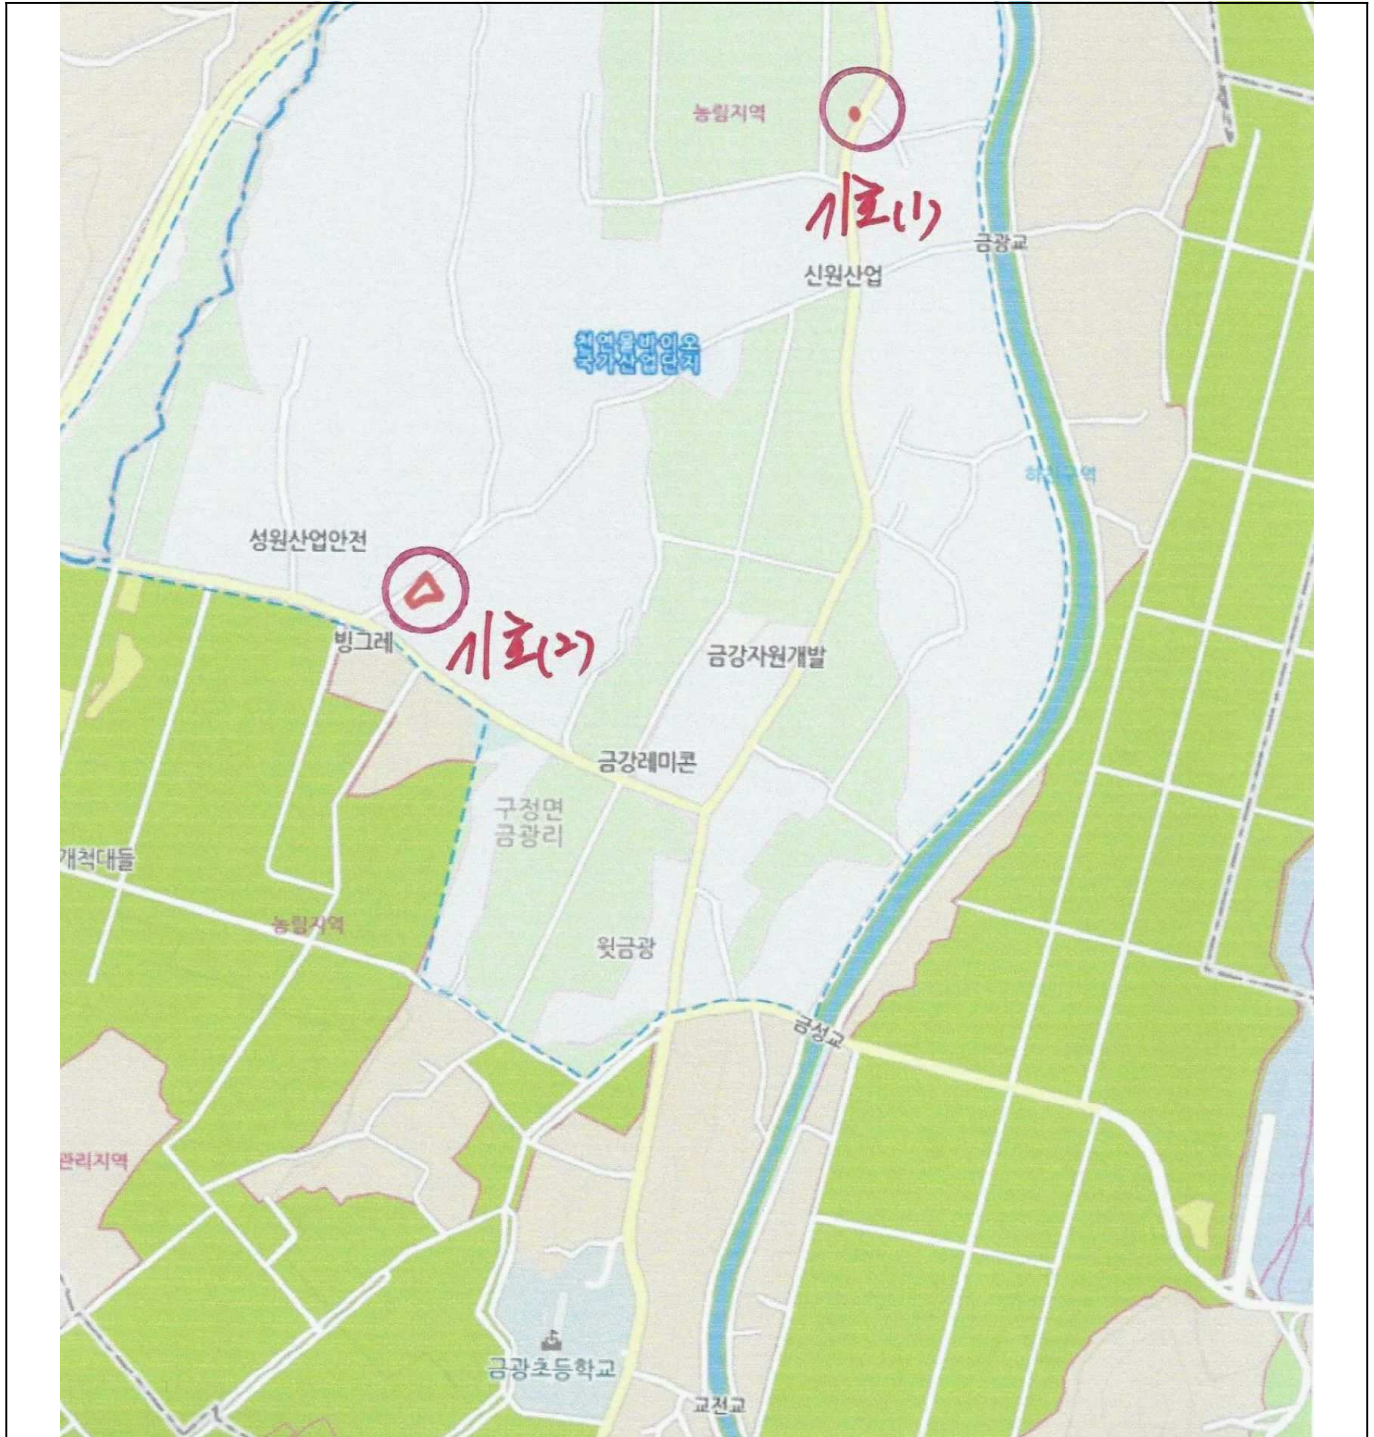 농림지역
기호(1)
금광교
신원산업
천연물바이오
국가산업단지
하천구역
성원산업안전
빙그레
기호(2)
금강자원개발
금강레미콘
구정면
금광리
개척대들
농림지역
윗금광
금성교
관리지역
금광초등학교
교전교